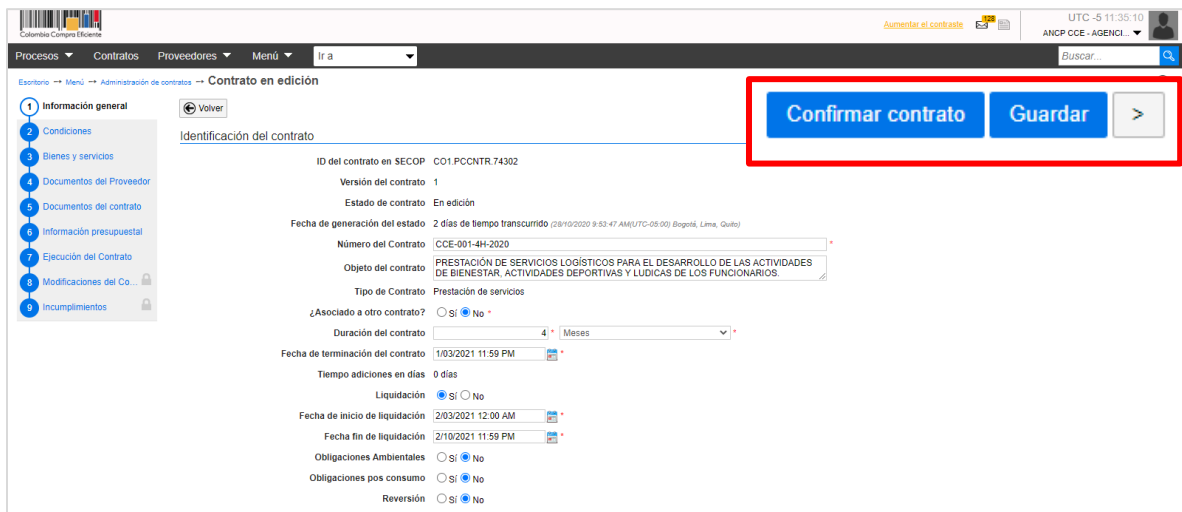 Colombia Compra Eficiente
Aumentar el contraste 128 UTC -5 11:35:10
ANCP CCE - AGENCI...
Procesos Contratos Proveedores Menú Ir a Buscar...
Escritorio → Menú → Administración de contratos → Contrato en edición
1 Información general
2 Condiciones
3 Bienes y servicios
4 Documentos del Proveedor
5 Documentos del contrato
6 Información presupuestal
7 Ejecución del Contrato
8 Modificaciones del Co...
9 Incumplimientos
Volver
Confirmar contrato Guardar >
Identificación del contrato
ID del contrato en SECOP CO1.PCCNTR.74302
Versión del contrato 1
Estado de contrato En edición
Fecha de generación del estado 2 días de tiempo transcurrido (28/10/2020 9:53:47 AM(UTC-05:00) Bogotá, Lima, Quito)
Número del Contrato CCE-001-4H-2020 *
Objeto del contrato PRESTACIÓN DE SERVICIOS LOGÍSTICOS PARA EL DESARROLLO DE LAS ACTIVIDADES
DE BIENESTAR, ACTIVIDADES DEPORTIVAS Y LUDICAS DE LOS FUNCIONARIOS.
Tipo de Contrato Prestación de servicios
¿Asociado a otro contrato? Sí No *
Duración del contrato 4 * Meses *
Fecha de terminación del contrato 1/03/2021 11:59 PM *
Tiempo adiciones en días 0 días
Liquidación Sí No
Fecha de inicio de liquidación 2/03/2021 12:00 AM *
Fecha fin de liquidación 2/10/2021 11:59 PM *
Obligaciones Ambientales Sí No
Obligaciones pos consumo Sí No
Reversión Sí No